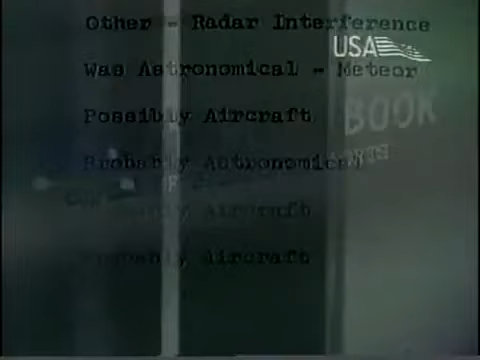 Other - Radar Interference
USA
Was Astronomical - Meteor
Possibly Aircraft
BOOK
Probably Astronomical
Aircraft
Aircraft